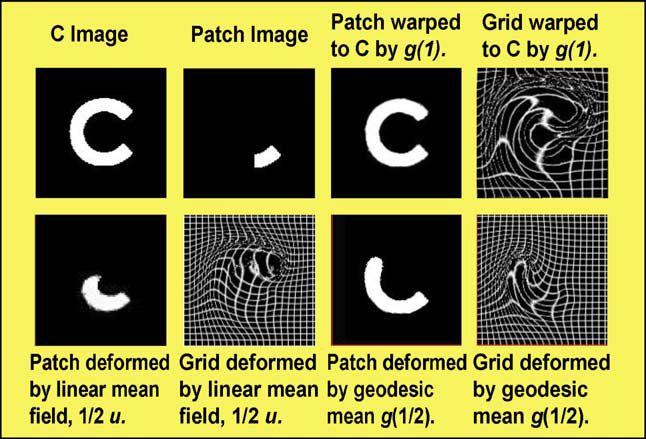 C Image
Patch Image
Patch warped
to C by g(1).
Grid warped
to C by g(1).
Patch deformed
by linear mean
field, 1/2 u.
Grid deformed
by linear mean
field, 1/2 u.
Patch deformed
by geodesic
mean g(1/2).
Grid deformed
by geodesic
mean g(1/2).